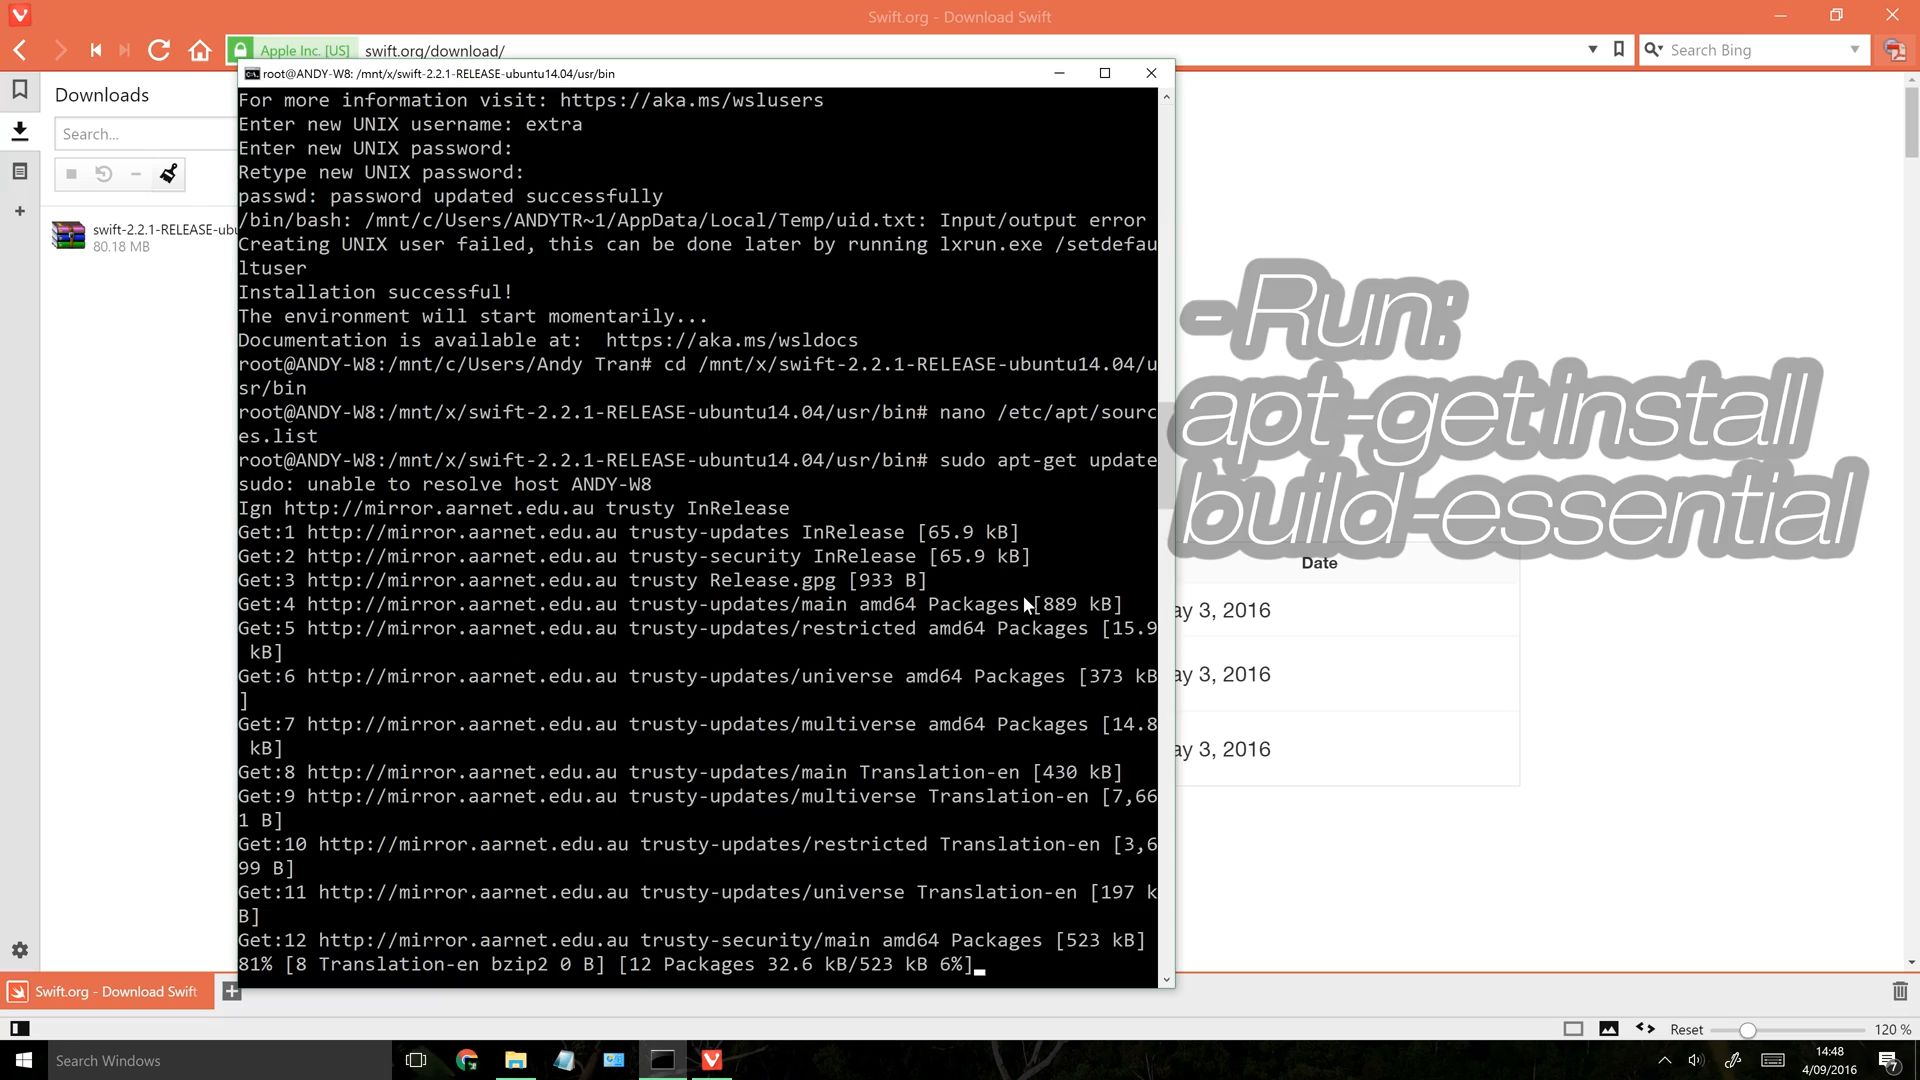 Swift.org - Download Swift
Apple Inc. [US]
swift.org/download/
Search Bing
Downloads
Search...
swift-2.2.1-RELEASE-ubu
80.18 MB
root@ANDY-W8: /mnt/x/swift-2.2.1-RELEASE-ubuntu14.04/usr/bin
For more information visit: https://aka.ms/wslusers
Enter new UNIX username: extra
Enter new UNIX password:
Retype new UNIX password:
passwd: password updated successfully
/bin/bash: /mnt/c/Users/ANDYTR~1/AppData/Local/Temp/uid.txt: Input/output error
Creating UNIX user failed, this can be done later by running lxrun.exe /setdefau
ltuser
Installation successful!
The environment will start momentarily...
Documentation is available at:  https://aka.ms/wsldocs
root@ANDY-W8:/mnt/c/Users/Andy Tran# cd /mnt/x/swift-2.2.1-RELEASE-ubuntu14.04/u
sr/bin
root@ANDY-W8:/mnt/x/swift-2.2.1-RELEASE-ubuntu14.04/usr/bin# nano /etc/apt/sourc
es.list
root@ANDY-W8:/mnt/x/swift-2.2.1-RELEASE-ubuntu14.04/usr/bin# sudo apt-get update
sudo: unable to resolve host ANDY-W8
Ign http://mirror.aarnet.edu.au trusty InRelease
Get:1 http://mirror.aarnet.edu.au trusty-updates InRelease [65.9 kB]
Get:2 http://mirror.aarnet.edu.au trusty-security InRelease [65.9 kB]
Get:3 http://mirror.aarnet.edu.au trusty Release.gpg [933 B]
Get:4 http://mirror.aarnet.edu.au trusty-updates/main amd64 Packages [889 kB]
Get:5 http://mirror.aarnet.edu.au trusty-updates/restricted amd64 Packages [15.9
 kB]
Get:6 http://mirror.aarnet.edu.au trusty-updates/universe amd64 Packages [373 kB
]
Get:7 http://mirror.aarnet.edu.au trusty-updates/multiverse amd64 Packages [14.8
 kB]
Get:8 http://mirror.aarnet.edu.au trusty-updates/main Translation-en [430 kB]
Get:9 http://mirror.aarnet.edu.au trusty-updates/multiverse Translation-en [7,66
1 B]
Get:10 http://mirror.aarnet.edu.au trusty-updates/restricted Translation-en [3,6
99 B]
Get:11 http://mirror.aarnet.edu.au trusty-updates/universe Translation-en [197 k
B]
Get:12 http://mirror.aarnet.edu.au trusty-security/main amd64 Packages [523 kB]
81% [8 Translation-en bzip2 0 B] [12 Packages 32.6 kB/523 kB 6%]
-Run:
apt-get install
build-essential
Date
ay 3, 2016
ay 3, 2016
ay 3, 2016
Swift.org - Download Swift
Reset
120 %
Search Windows
14:48
4/09/2016
7